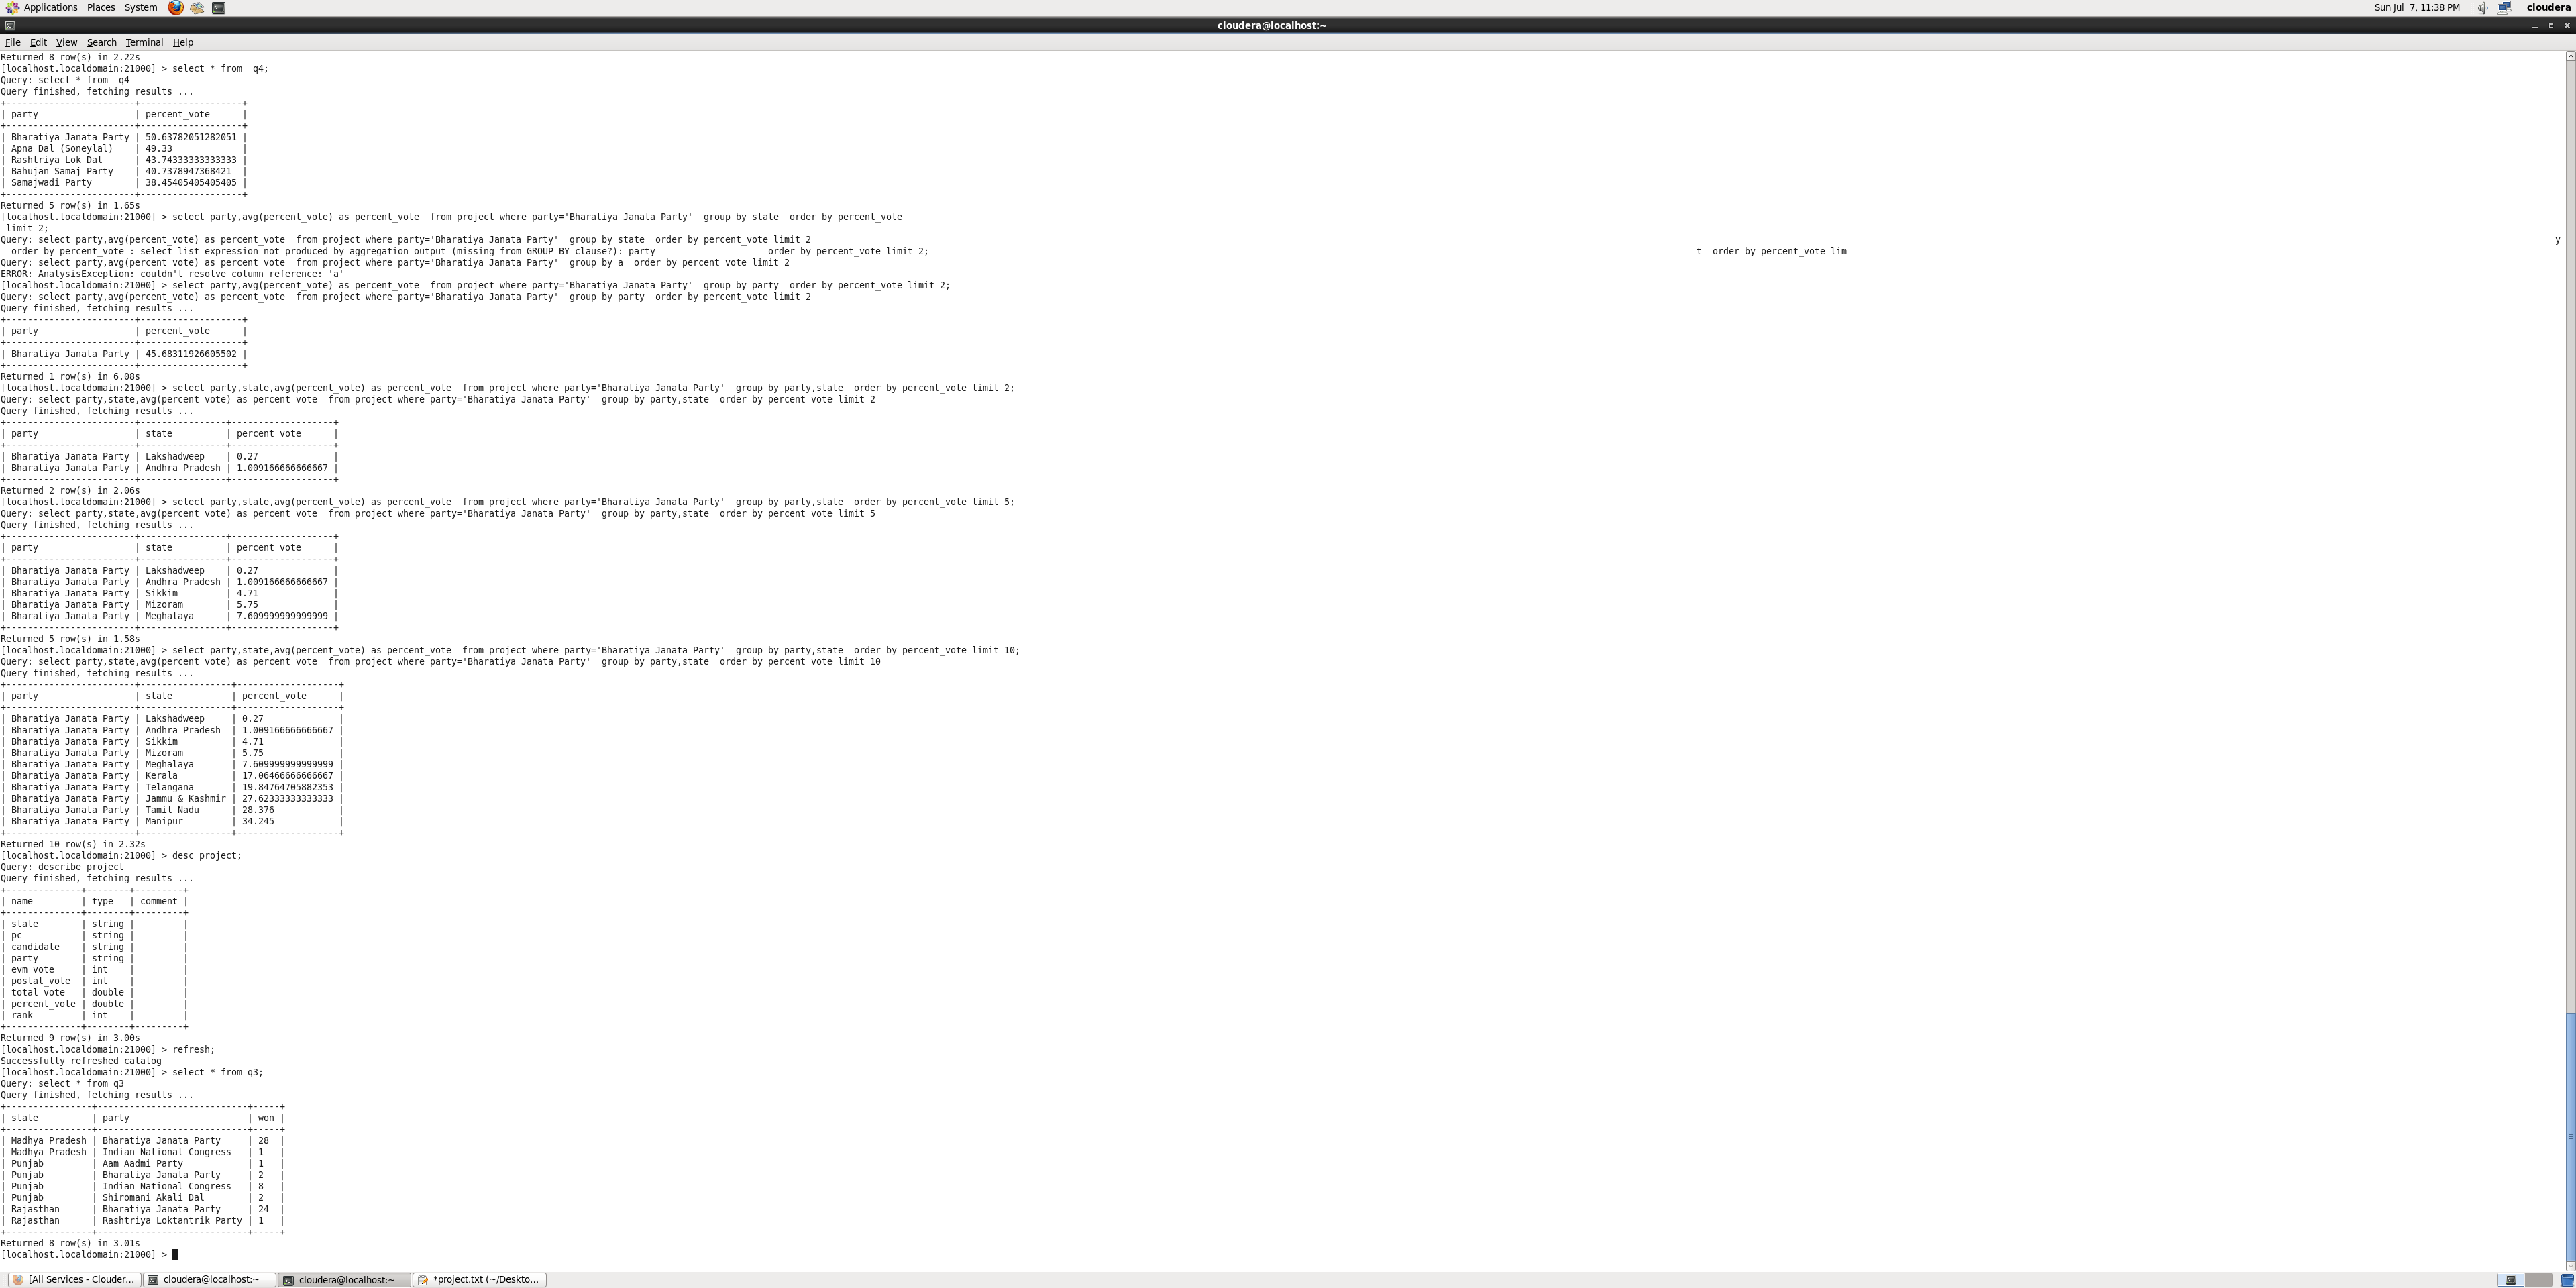 Applications Places System Sun Jul 7, 11:38 PM cloudera
cloudera@localhost:~
File Edit View Search Terminal Help
Returned 8 row(s) in 2.22s
[localhost.localdomain:21000] > select * from  q4;
Query: select * from  q4
Query finished, fetching results ...
+------------------------+-------------------+
| party                  | percent_vote      |
+------------------------+-------------------+
| Bharatiya Janata Party | 50.63782051282051 |
| Apna Dal (Soneylal)    | 49.33             |
| Rashtriya Lok Dal      | 43.74333333333333 |
| Bahujan Samaj Party    | 40.7378947368421  |
| Samajwadi Party        | 38.45405405405405 |
+------------------------+-------------------+
Returned 5 row(s) in 1.65s
[localhost.localdomain:21000] > select party,avg(percent_vote) as percent_vote  from project where party='Bharatiya Janata Party'  group by state  order by percent_vote
 limit 2;
Query: select party,avg(percent_vote) as percent_vote  from project where party='Bharatiya Janata Party'  group by state  order by percent_vote limit 2 y
  order by percent_vote : select list expression not produced by aggregation output (missing from GROUP BY clause?): party                     order by percent_vote limit 2; t  order by percent_vote lim
Query: select party,avg(percent_vote) as percent_vote  from project where party='Bharatiya Janata Party'  group by a  order by percent_vote limit 2
ERROR: AnalysisException: couldn't resolve column reference: 'a'
[localhost.localdomain:21000] > select party,avg(percent_vote) as percent_vote  from project where party='Bharatiya Janata Party'  group by party  order by percent_vote limit 2;
Query: select party,avg(percent_vote) as percent_vote  from project where party='Bharatiya Janata Party'  group by party  order by percent_vote limit 2
Query finished, fetching results ...
+------------------------+-------------------+
| party                  | percent_vote      |
+------------------------+-------------------+
| Bharatiya Janata Party | 45.68311926605502 |
+------------------------+-------------------+
Returned 1 row(s) in 6.08s
[localhost.localdomain:21000] > select party,state,avg(percent_vote) as percent_vote  from project where party='Bharatiya Janata Party'  group by party,state  order by percent_vote limit 2;
Query: select party,state,avg(percent_vote) as percent_vote  from project where party='Bharatiya Janata Party'  group by party,state  order by percent_vote limit 2
Query finished, fetching results ...
+------------------------+----------------+-------------------+
| party                  | state          | percent_vote      |
+------------------------+----------------+-------------------+
| Bharatiya Janata Party | Lakshadweep    | 0.27              |
| Bharatiya Janata Party | Andhra Pradesh | 1.009166666666667 |
+------------------------+----------------+-------------------+
Returned 2 row(s) in 2.06s
[localhost.localdomain:21000] > select party,state,avg(percent_vote) as percent_vote  from project where party='Bharatiya Janata Party'  group by party,state  order by percent_vote limit 5;
Query: select party,state,avg(percent_vote) as percent_vote  from project where party='Bharatiya Janata Party'  group by party,state  order by percent_vote limit 5
Query finished, fetching results ...
+------------------------+----------------+-------------------+
| party                  | state          | percent_vote      |
+------------------------+----------------+-------------------+
| Bharatiya Janata Party | Lakshadweep    | 0.27              |
| Bharatiya Janata Party | Andhra Pradesh | 1.009166666666667 |
| Bharatiya Janata Party | Sikkim         | 4.71              |
| Bharatiya Janata Party | Mizoram        | 5.75              |
| Bharatiya Janata Party | Meghalaya      | 7.609999999999999 |
+------------------------+----------------+-------------------+
Returned 5 row(s) in 1.58s
[localhost.localdomain:21000] > select party,state,avg(percent_vote) as percent_vote  from project where party='Bharatiya Janata Party'  group by party,state  order by percent_vote limit 10;
Query: select party,state,avg(percent_vote) as percent_vote  from project where party='Bharatiya Janata Party'  group by party,state  order by percent_vote limit 10
Query finished, fetching results ...
+------------------------+-----------------+-------------------+
| party                  | state           | percent_vote      |
+------------------------+-----------------+-------------------+
| Bharatiya Janata Party | Lakshadweep     | 0.27              |
| Bharatiya Janata Party | Andhra Pradesh  | 1.009166666666667 |
| Bharatiya Janata Party | Sikkim          | 4.71              |
| Bharatiya Janata Party | Mizoram         | 5.75              |
| Bharatiya Janata Party | Meghalaya       | 7.609999999999999 |
| Bharatiya Janata Party | Kerala          | 17.06466666666667 |
| Bharatiya Janata Party | Telangana       | 19.84764705882353 |
| Bharatiya Janata Party | Jammu & Kashmir | 27.62333333333333 |
| Bharatiya Janata Party | Tamil Nadu      | 28.376            |
| Bharatiya Janata Party | Manipur         | 34.245            |
+------------------------+-----------------+-------------------+
Returned 10 row(s) in 2.32s
[localhost.localdomain:21000] > desc project;
Query: describe project
Query finished, fetching results ...
+--------------+--------+---------+
| name         | type   | comment |
+--------------+--------+---------+
| state        | string |         |
| pc           | string |         |
| candidate    | string |         |
| party        | string |         |
| evm_vote     | int    |         |
| postal_vote  | int    |         |
| total_vote   | double |         |
| percent_vote | double |         |
| rank         | int    |         |
+--------------+--------+---------+
Returned 9 row(s) in 3.00s
[localhost.localdomain:21000] > refresh;
Successfully refreshed catalog
[localhost.localdomain:21000] > select * from q3;
Query: select * from q3
Query finished, fetching results ...
+----------------+----------------------------+-----+
| state          | party                      | won |
+----------------+----------------------------+-----+
| Madhya Pradesh | Bharatiya Janata Party     | 28  |
| Madhya Pradesh | Indian National Congress   | 1   |
| Punjab         | Aam Aadmi Party            | 1   |
| Punjab         | Bharatiya Janata Party     | 2   |
| Punjab         | Indian National Congress   | 8   |
| Punjab         | Shiromani Akali Dal        | 2   |
| Rajasthan      | Bharatiya Janata Party     | 24  |
| Rajasthan      | Rashtriya Loktantrik Party | 1   |
+----------------+----------------------------+-----+
Returned 8 row(s) in 3.01s
[localhost.localdomain:21000] >
[All Services - Clouder... cloudera@localhost:~ cloudera@localhost:~ *project.txt (~/Deskto...